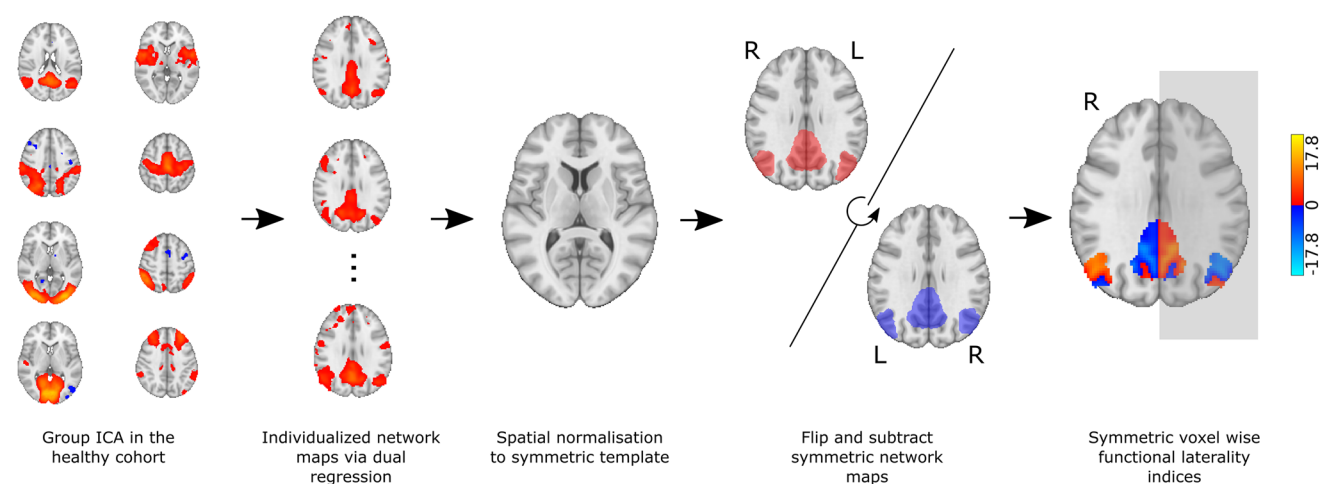 R
L
R
17.8
0
-17.8
L
R
Group ICA in the
healthy cohort
Individualized network
maps via dual
regression
Spatial normalisation
to symmetric template
Flip and subtract
symmetric network
maps
Symmetric voxel wise
functional laterality
indices